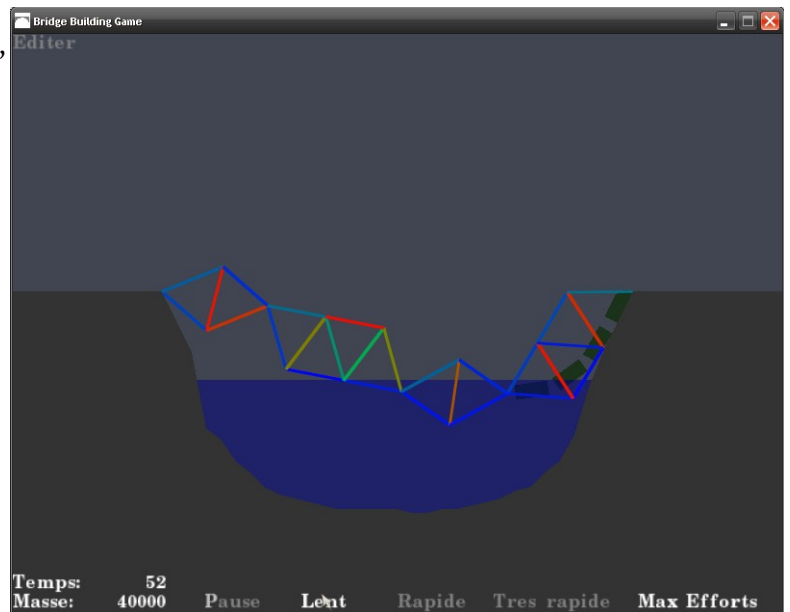 Bridge Building Game
,
Editer
Temps: 52
Masse: 40000 Pause Lent Rapide Tres rapide Max Efforts